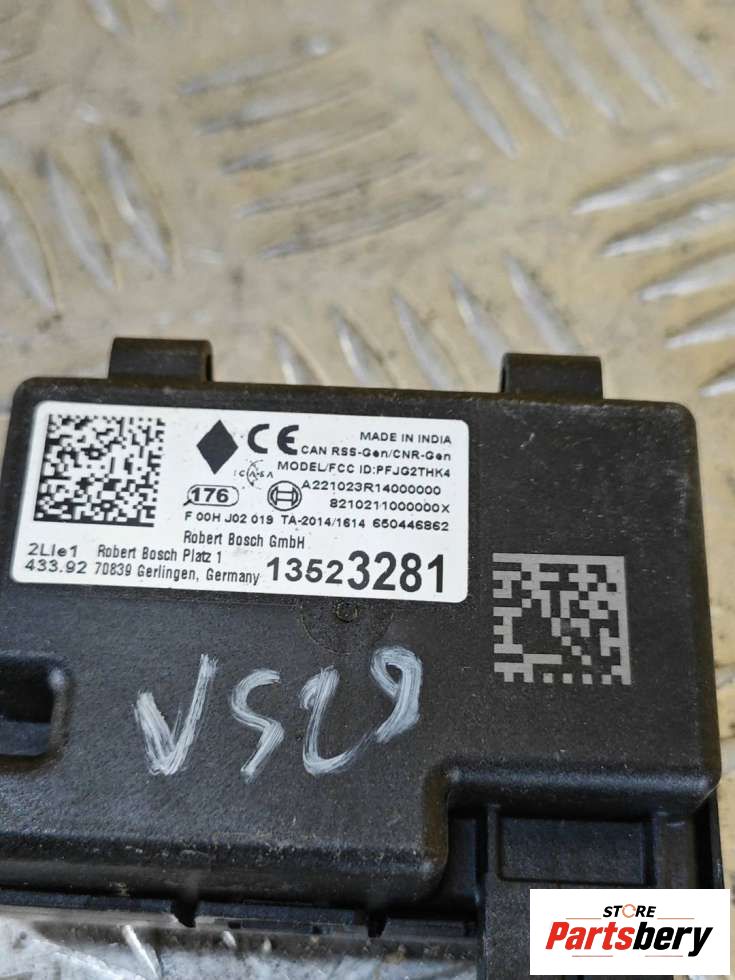 CE
MADE IN INDIA
CAN RSS-Gen/CNR-Gen
ICASA
MODEL/FCC ID:PFJG2THK4
176
A221023R14000000
8210211000000X
F 00H J02 019 TA-2014/1614 650446862
Robert Bosch GmbH
2LIe1 Robert Bosch Platz 1
433.92 70839 Gerlingen, Germany 13523281
VS29
STORE
Partsbery